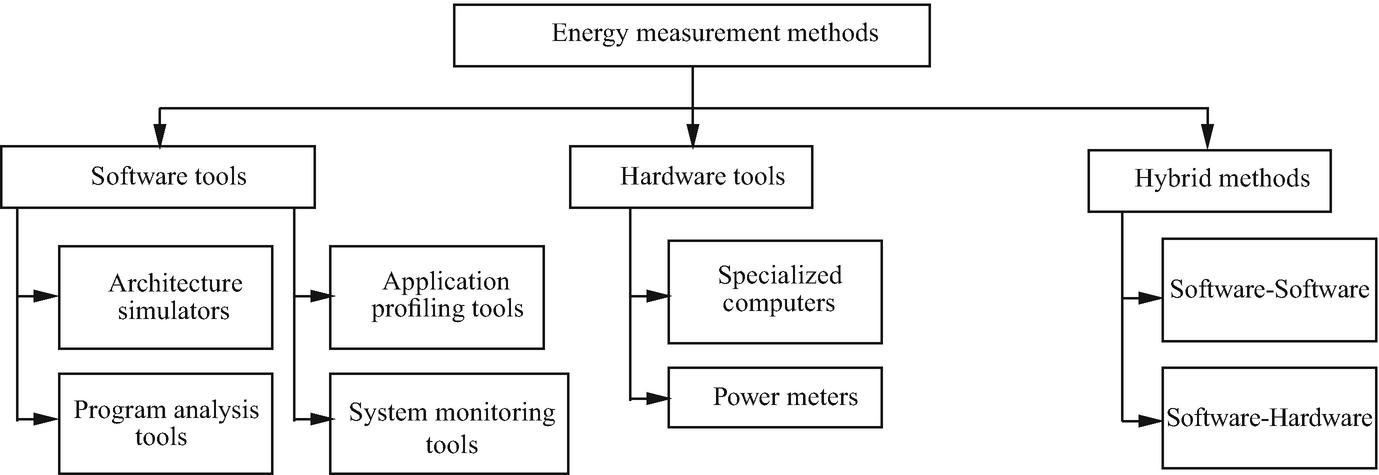 Energy measurement methods
Software tools
Hardware tools
Hybrid methods
Architecture
simulators
Application
profiling tools
Specialized
computers
Software-Software
Program analysis
tools
System monitoring
tools
Power meters
Software-Hardware